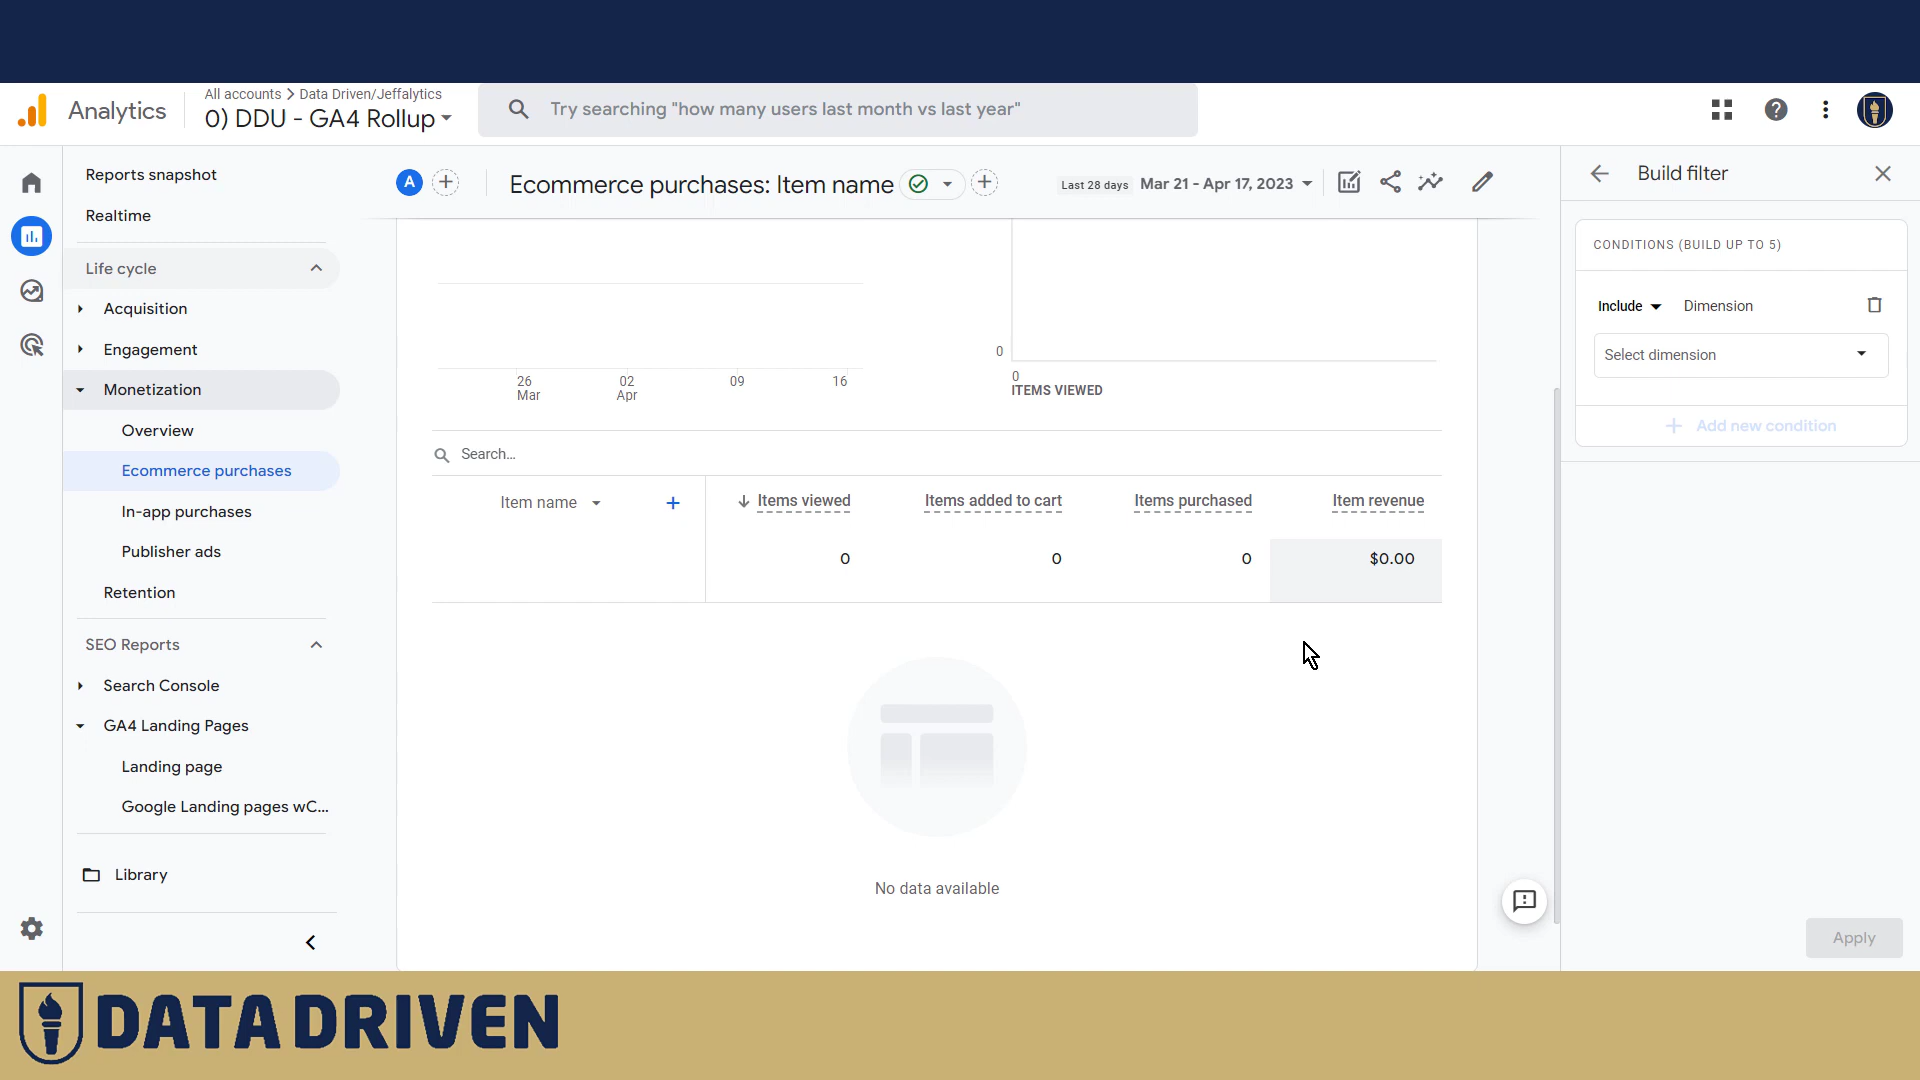 Analytics
All accounts > Data Driven/Jeffalytics
0) DDU - GA4 Rollup
Try searching "how many users last month vs last year"
Reports snapshot
Realtime
Life cycle
Acquisition
Engagement
Monetization
Overview
Ecommerce purchases
In-app purchases
Publisher ads
Retention
SEO Reports
Search Console
GA4 Landing Pages
Landing page
Google Landing pages wC...
Library
A
Ecommerce purchases: Item name
Last 28 days Mar 21 - Apr 17, 2023
26 Mar
02 Apr
09
16
0
0
ITEMS VIEWED
Search...
Item name + Items viewed Items added to cart Items purchased Item revenue
0 0 0 $0.00
No data available
Build filter
CONDITIONS (BUILD UP TO 5)
Include Dimension
Select dimension
+ Add new condition
Apply
DATA DRIVEN